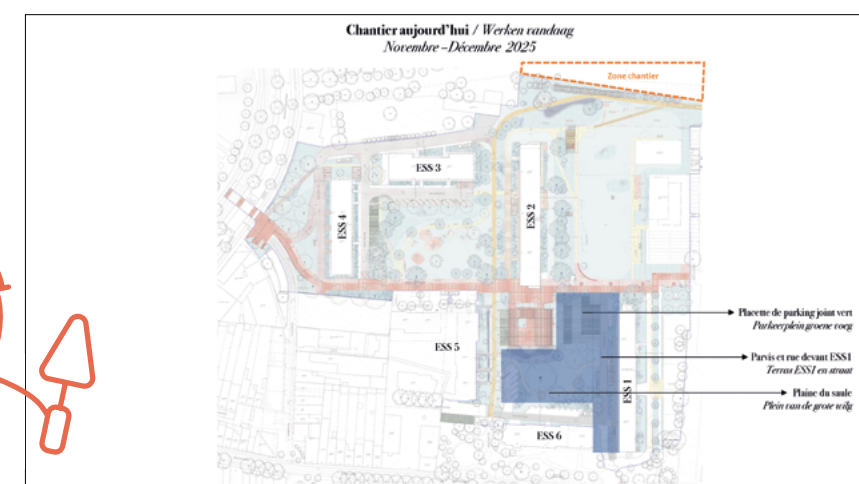 Chantier aujourd'hui / Werken vandaag
Novembre – Décembre 2025
Zone chantier
ESS 3
ESS 4
ESS 2
ESS 5
ESS 1
ESS 6
Placette de parking joint vert
Parkeerplein groene voeg
Parvis et rue devant ESS1
Terras ESS1 en straat
Plaine du saule
Plein van de grote wilg